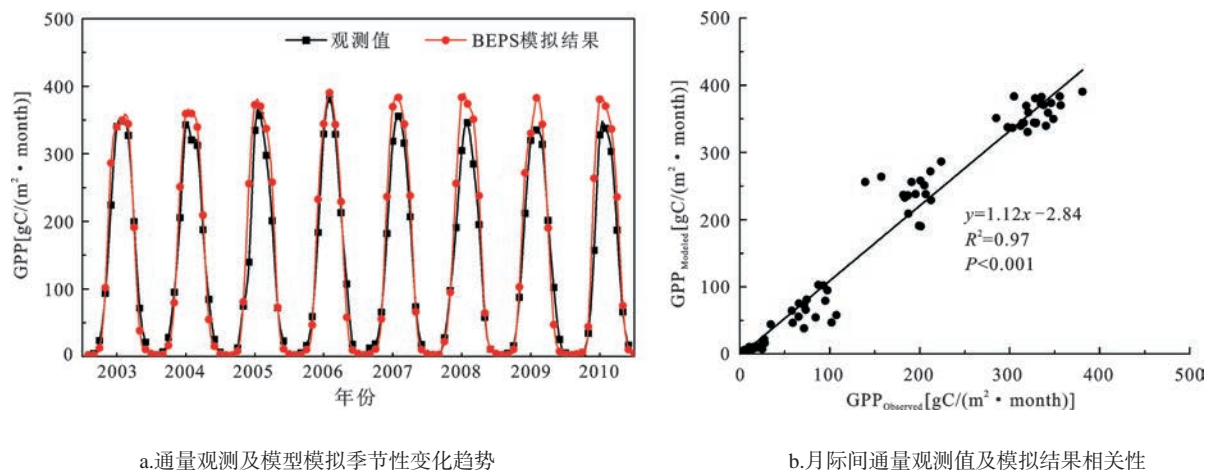 500
400
300
200
100
0
GPP[gC/(m²·month)]
观测值
BEPS模拟结果
2003 2004 2005 2006 2007 2008 2009 2010
年份
a.通量观测及模型模拟季节性变化趋势
500
400
300
200
100
0
GPP_Modeled[gC/(m²·month)]
y=1.12x−2.84
R²=0.97
P<0.001
0 100 200 300 400 500
GPP_Observed[gC/(m²·month)]
b.月际间通量观测值及模拟结果相关性